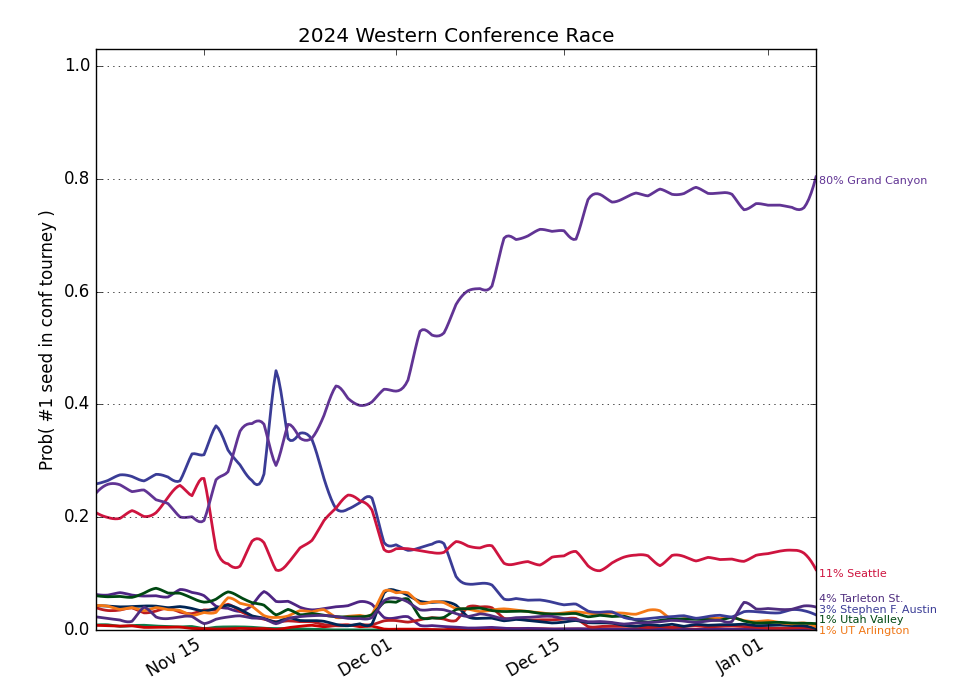 2024 Western Conference Race
Prob( #1 seed in conf tourney )
1.0
0.8
0.6
0.4
0.2
0.0
Nov 15
Dec 01
Dec 15
Jan 01
80% Grand Canyon
11% Seattle
4% Tarleton St.
3% Stephen F. Austin
1% Utah Valley
1% UT Arlington